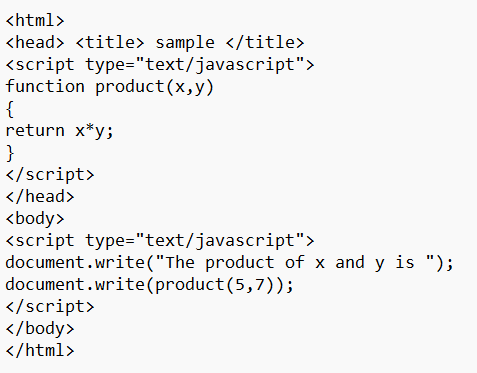 <html>
<head> <title> sample </title>
<script type="text/javascript">
function product(x,y)
{
return x*y;
}
</script>
</head>
<body>
<script type="text/javascript">
document.write("The product of x and y is ");
document.write(product(5,7));
</script>
</body>
</html>